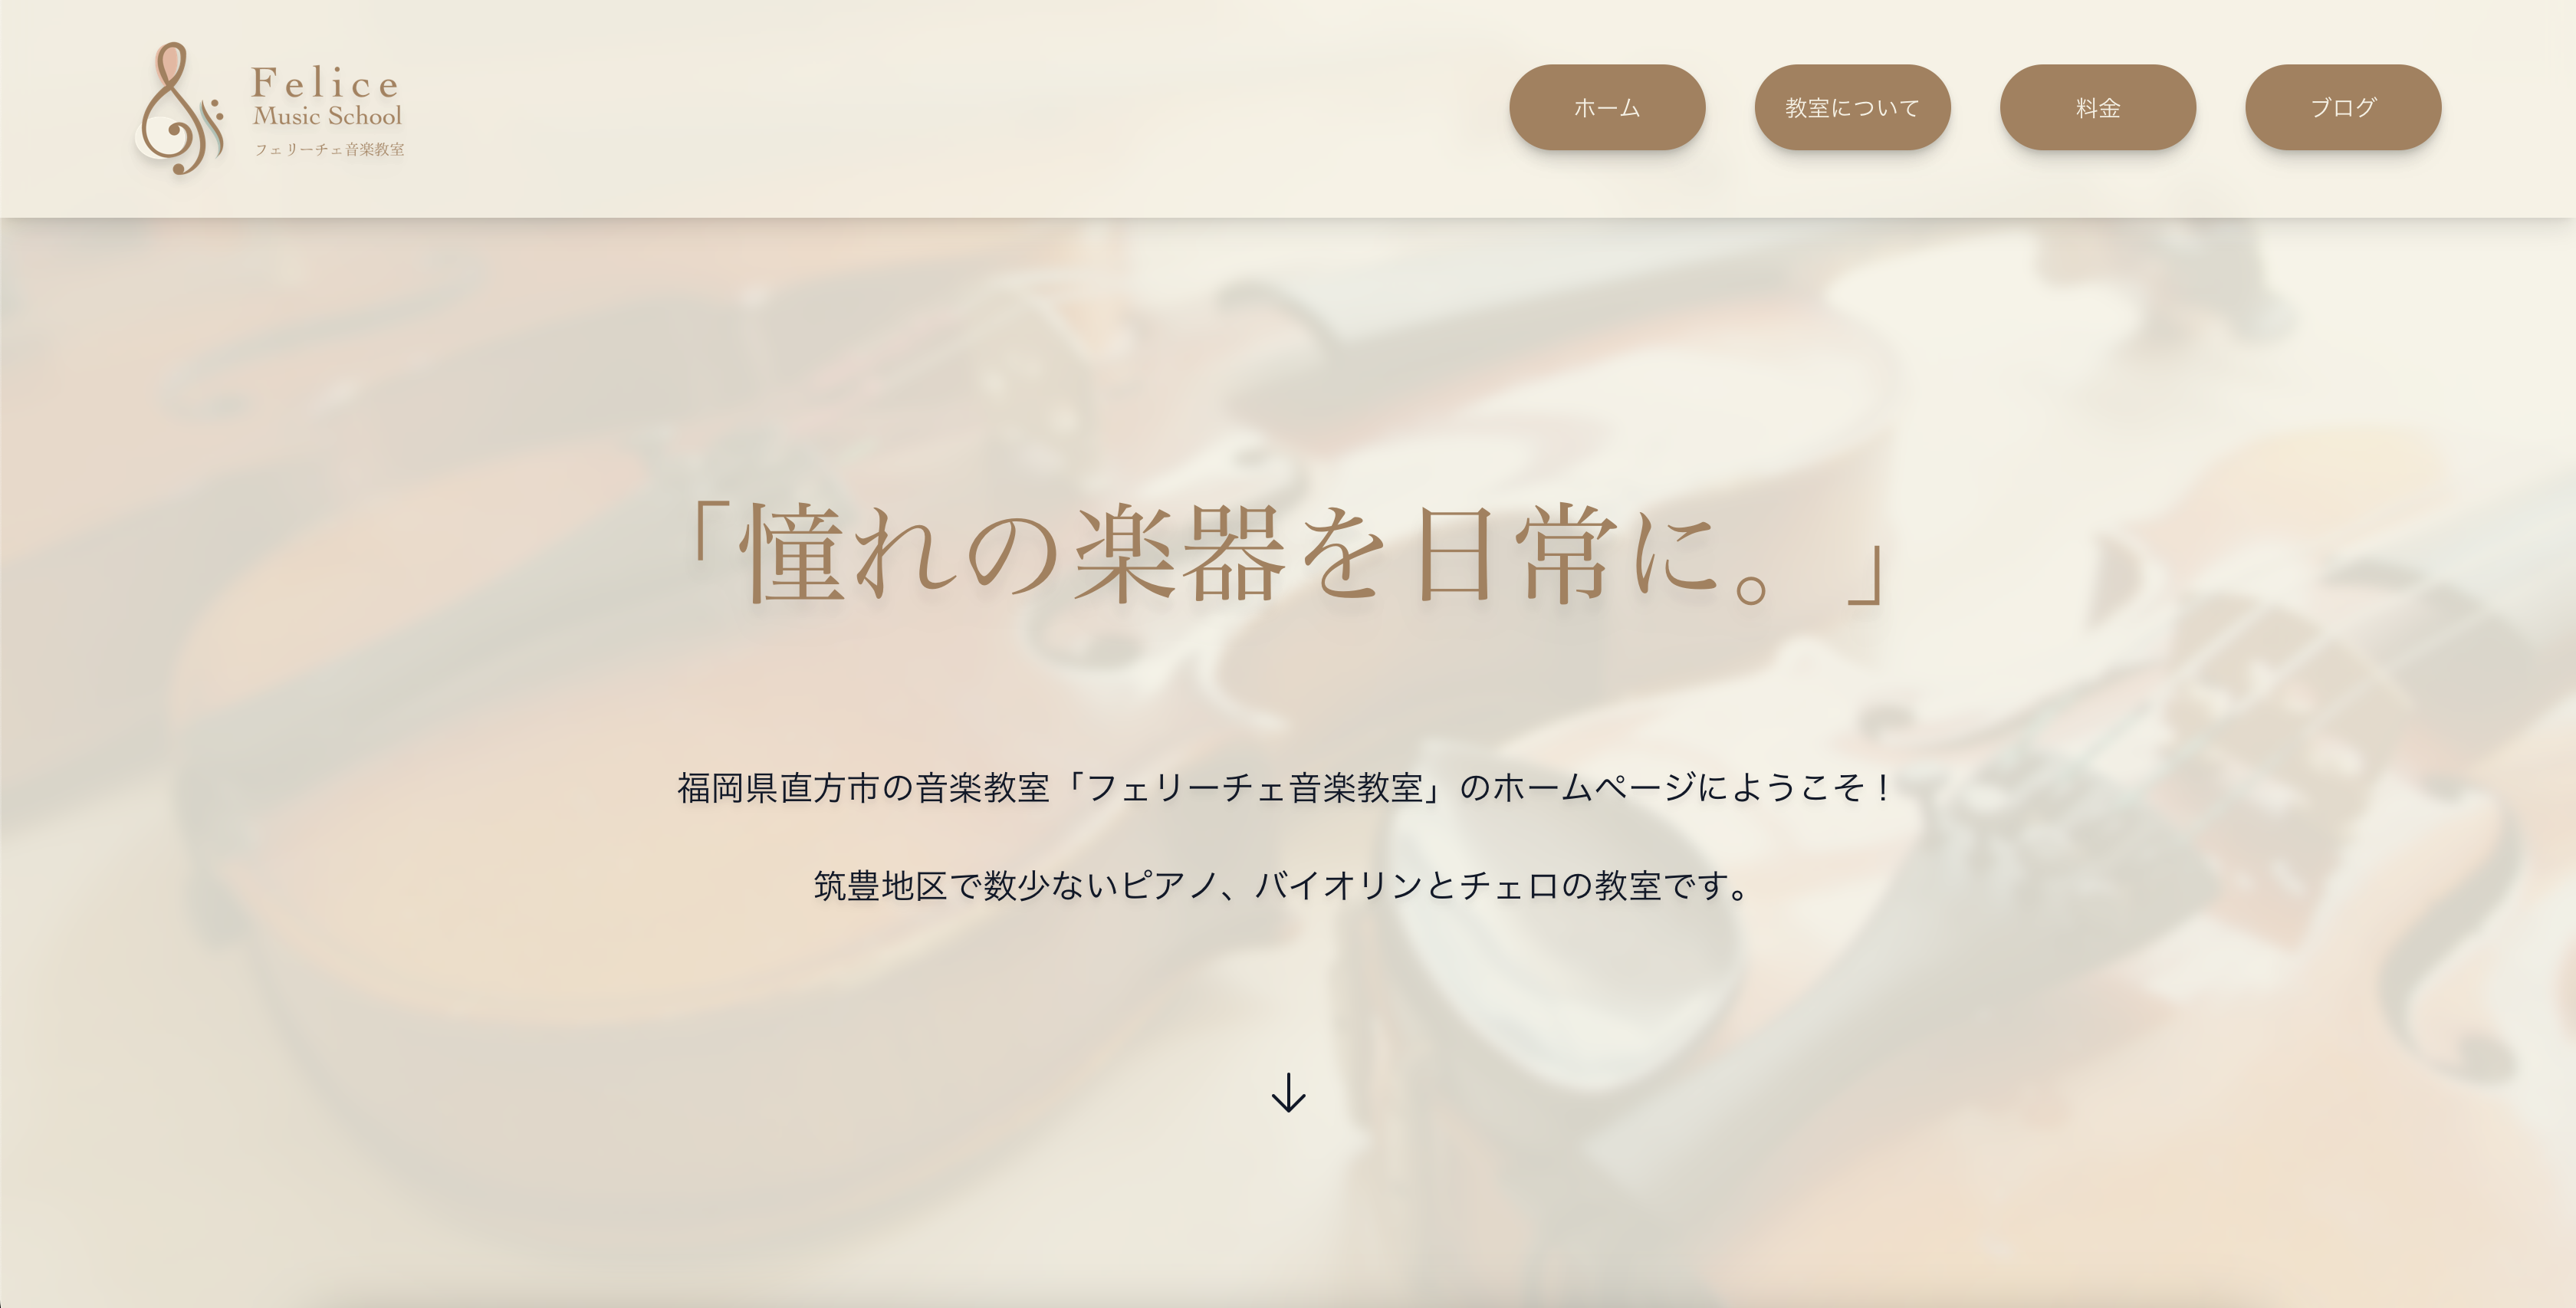 Felice
Music School
フェリーチェ音楽教室
ホーム
教室について
料金
ブログ
「憧れの楽器を日常に。」
福岡県直方市の音楽教室「フェリーチェ音楽教室」のホームページにようこそ！
筑豊地区で数少ないピアノ、バイオリンとチェロの教室です。